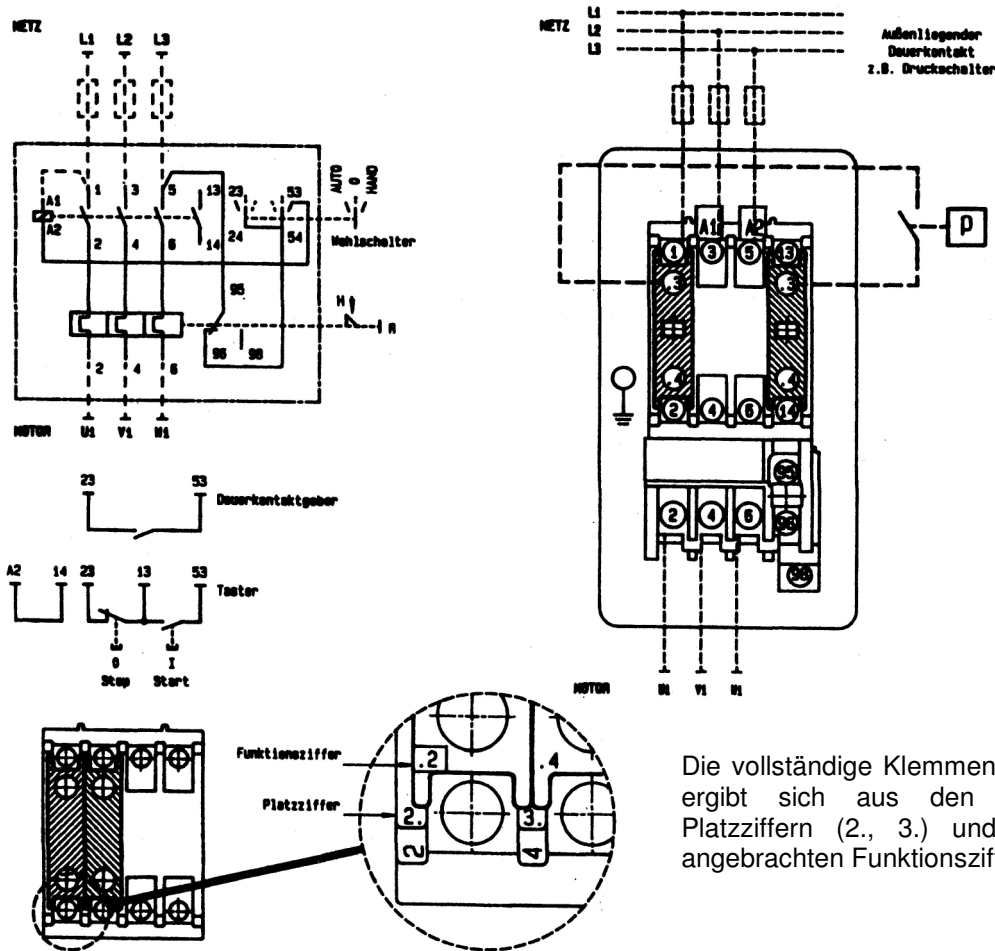 NETZ
L1 L2 L3
1 3 5 13 23 53
A1
A2
2 4 6 14 24 54
AUTO
0
HAND
Wahlschalter
95
H
R
96 98
2 4 6
MOTOR U1 V1 W1
23 53
Dauerkontaktgeber
A2 14 23 13 53
Taster
0 I
Stop Start
NETZ
L1
L2
L3
Außenliegender
Dauerkontakt
z.B. Druckschalter
P
A1 A2
1 3 5 13
.3 .3
.4 .4
2 4 6 14
95
2 4 6 96
98
MOTOR U1 V1 W1
Funktionsziffer
.2 .4
Platzziffer
2. 3.
2 4
Die vollständige Klemmen
ergibt sich aus den
Platzziffern (2., 3.) und
angebrachten Funktionszif